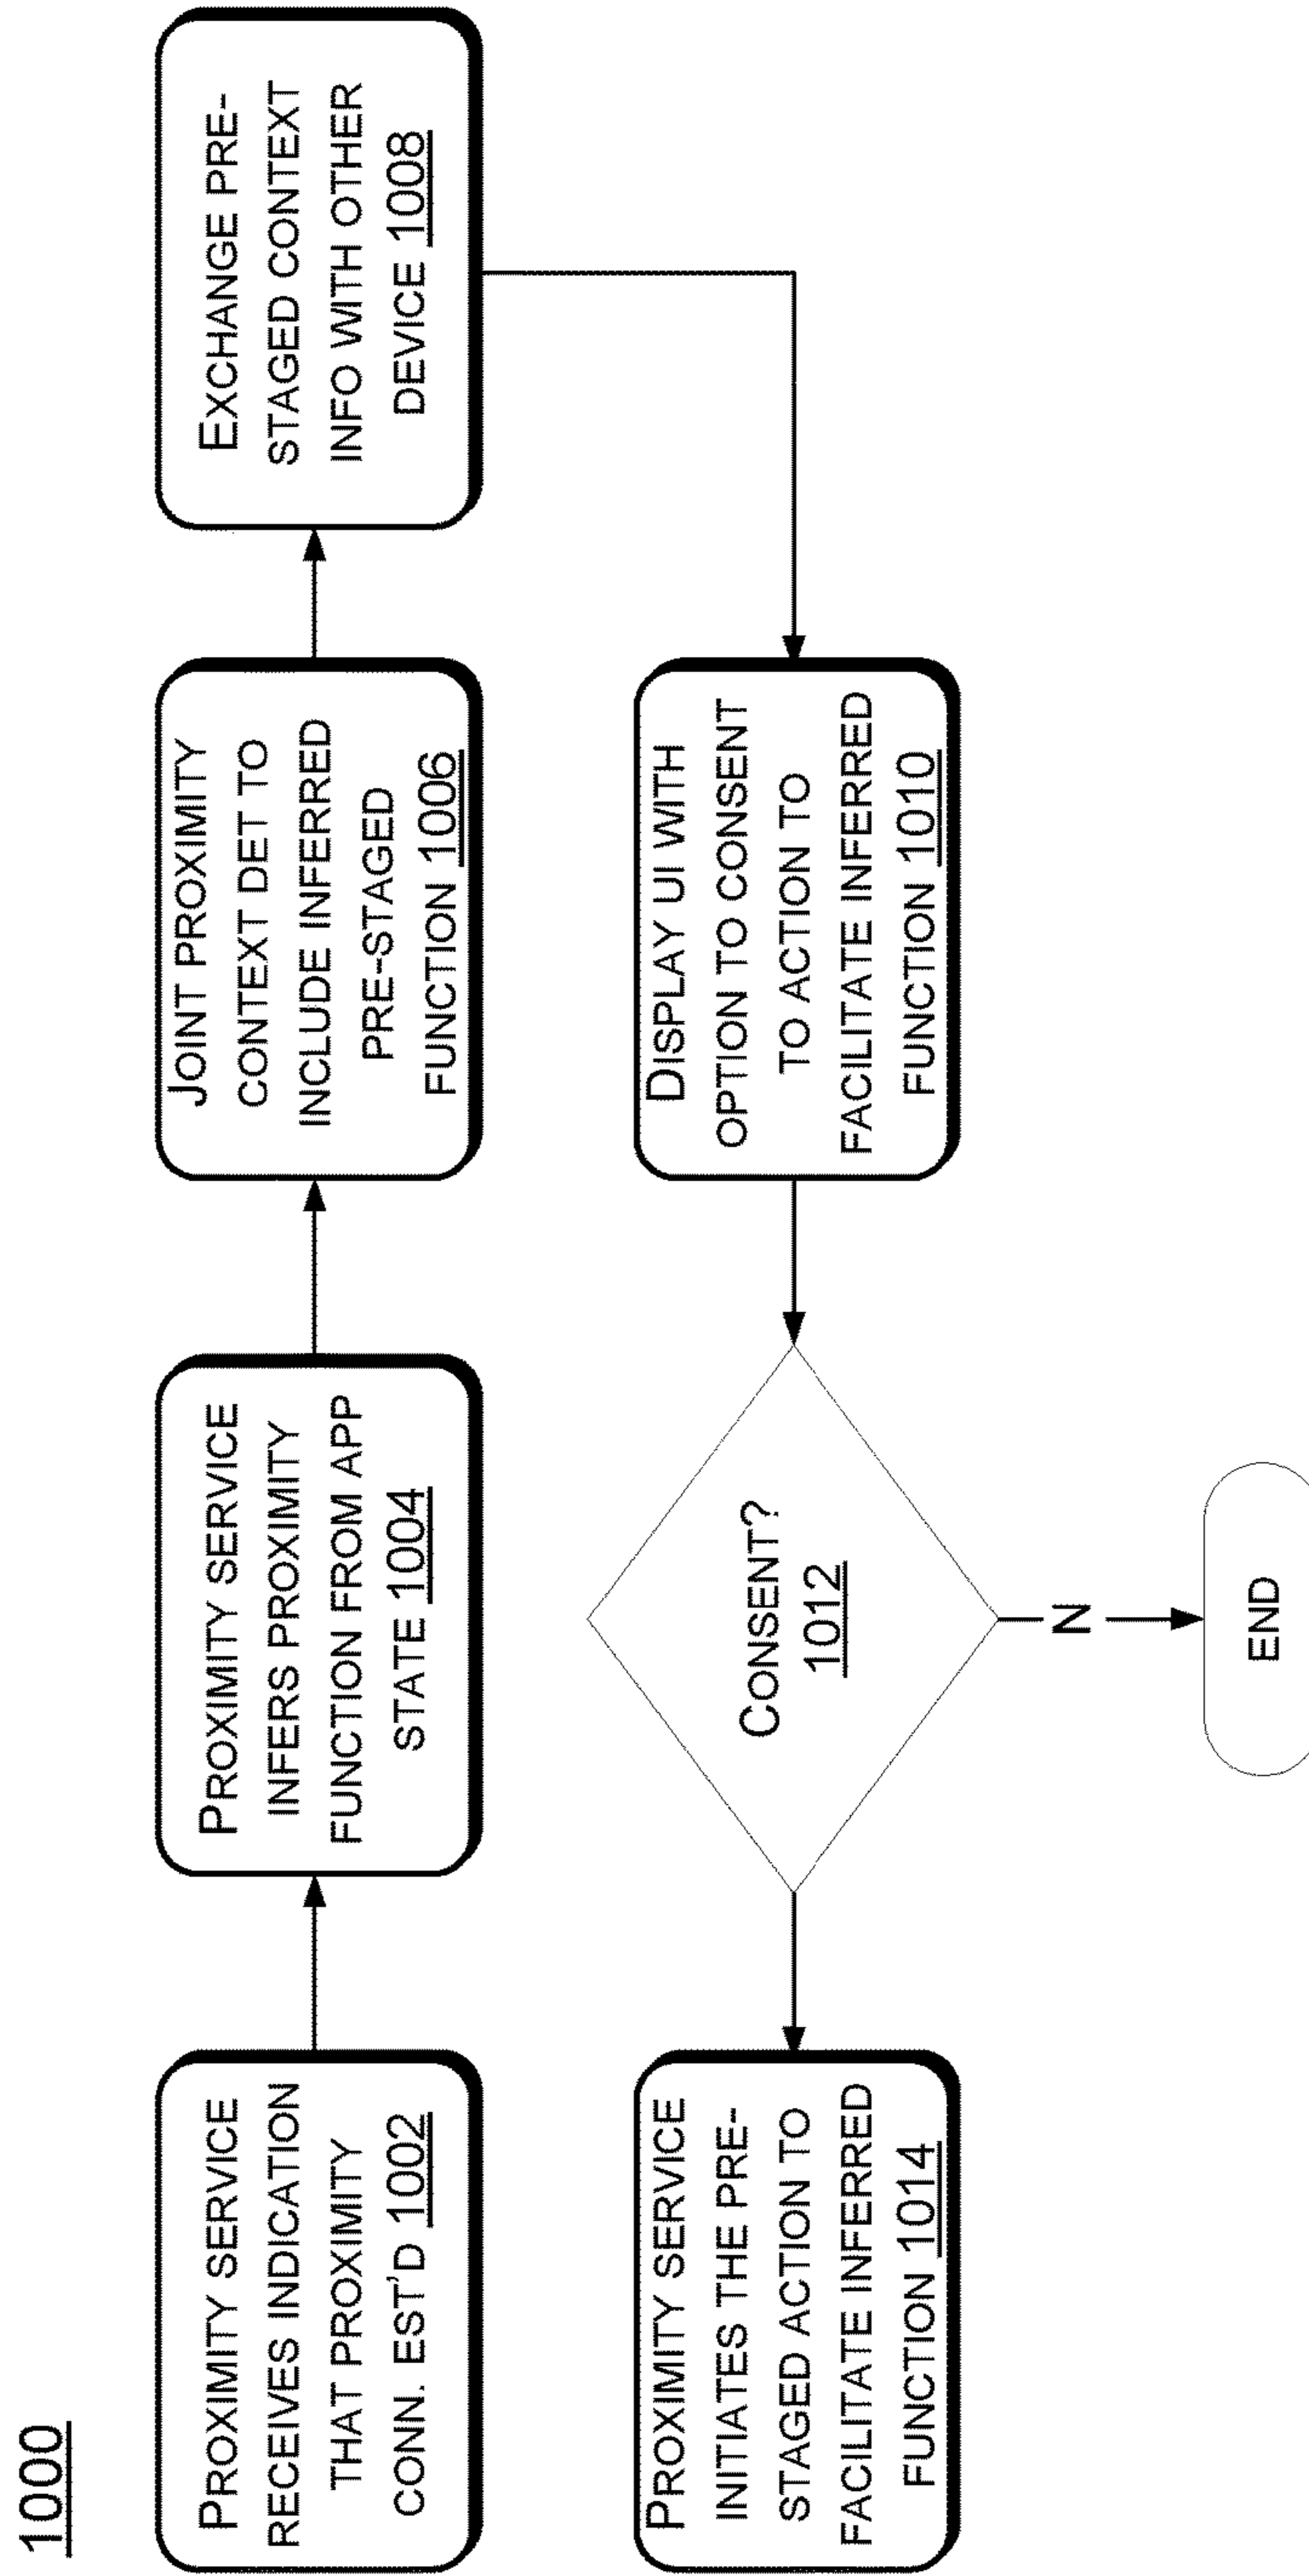 1000
PROXIMITY SERVICE
RECEIVES INDICATION
THAT PROXIMITY
CONN. EST'D 1002
PROXIMITY SERVICE
INFERS PROXIMITY
FUNCTION FROM APP
STATE 1004
JOINT PROXIMITY
CONTEXT DET TO
INCLUDE INFERRED
PRE-STAGED
FUNCTION 1006
EXCHANGE PRE-
STAGED CONTEXT
INFO WITH OTHER
DEVICE 1008
DISPLAY UI WITH
OPTION TO CONSENT
TO ACTION TO
FACILITATE INFERRED
FUNCTION 1010
CONSENT?
1012
N
END
PROXIMITY SERVICE
INITIATES THE PRE-
STAGED ACTION TO
FACILITATE INFERRED
FUNCTION 1014